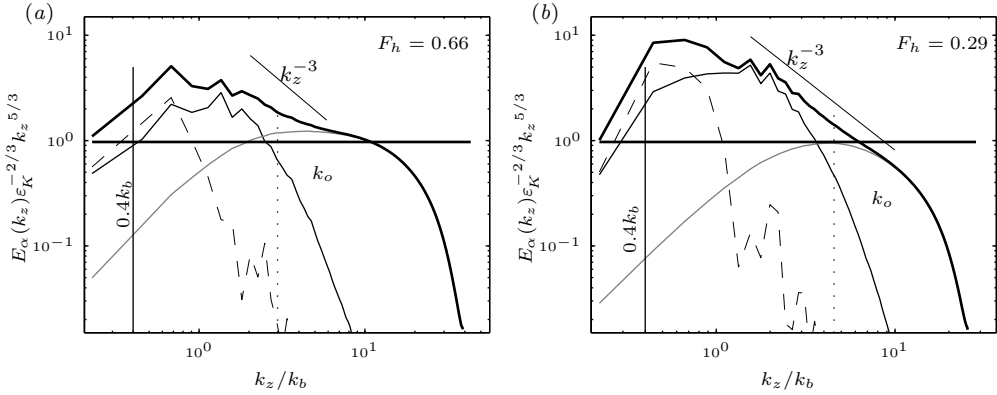 (a)
F_h = 0.66
k_z^{-3}
k_o
0.4k_b
10^1
10^0
10^{-1}
10^0
10^1
E_α(k_z)ε_K^{-2/3}k_z^{5/3}
k_z/k_b
(b)
F_h = 0.29
k_z^{-3}
k_o
0.4k_b
10^1
10^0
10^{-1}
10^0
10^1
E_α(k_z)ε_K^{-2/3}k_z^{5/3}
k_z/k_b